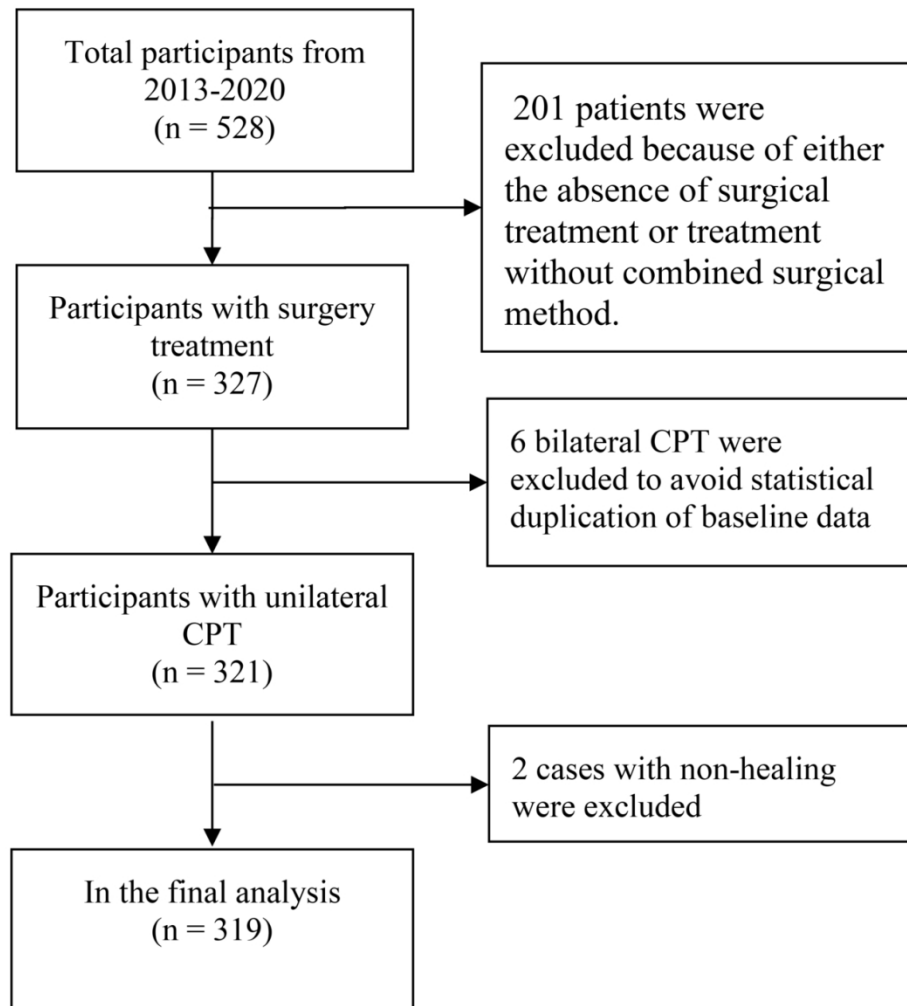 Total participants from
2013-2020
(n = 528)
201 patients were
excluded because of either
the absence of surgical
treatment or treatment
without combined surgical
method.
Participants with surgery
treatment
(n = 327)
6 bilateral CPT were
excluded to avoid statistical
duplication of baseline data
Participants with unilateral
CPT
(n = 321)
2 cases with non-healing
were excluded
In the final analysis
(n = 319)